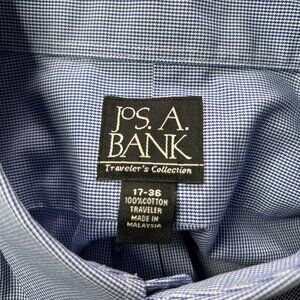 JOS. A.
BANK
Traveler's Collection
17-36
100%COTTON
TRAVELER
MADE IN
MALAYSIA